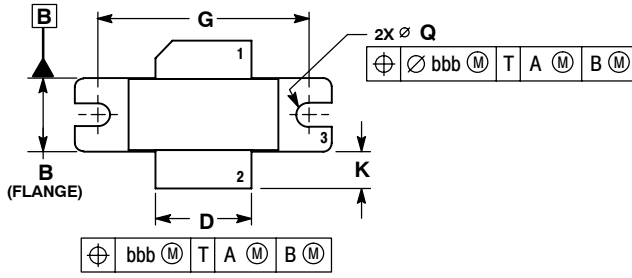 B
G
1
2X ⌀ Q
⌖ ⌀ bbb Ⓜ T A Ⓜ B Ⓜ
3
B
(FLANGE)
K
2
D
⌖ bbb Ⓜ T A Ⓜ B Ⓜ